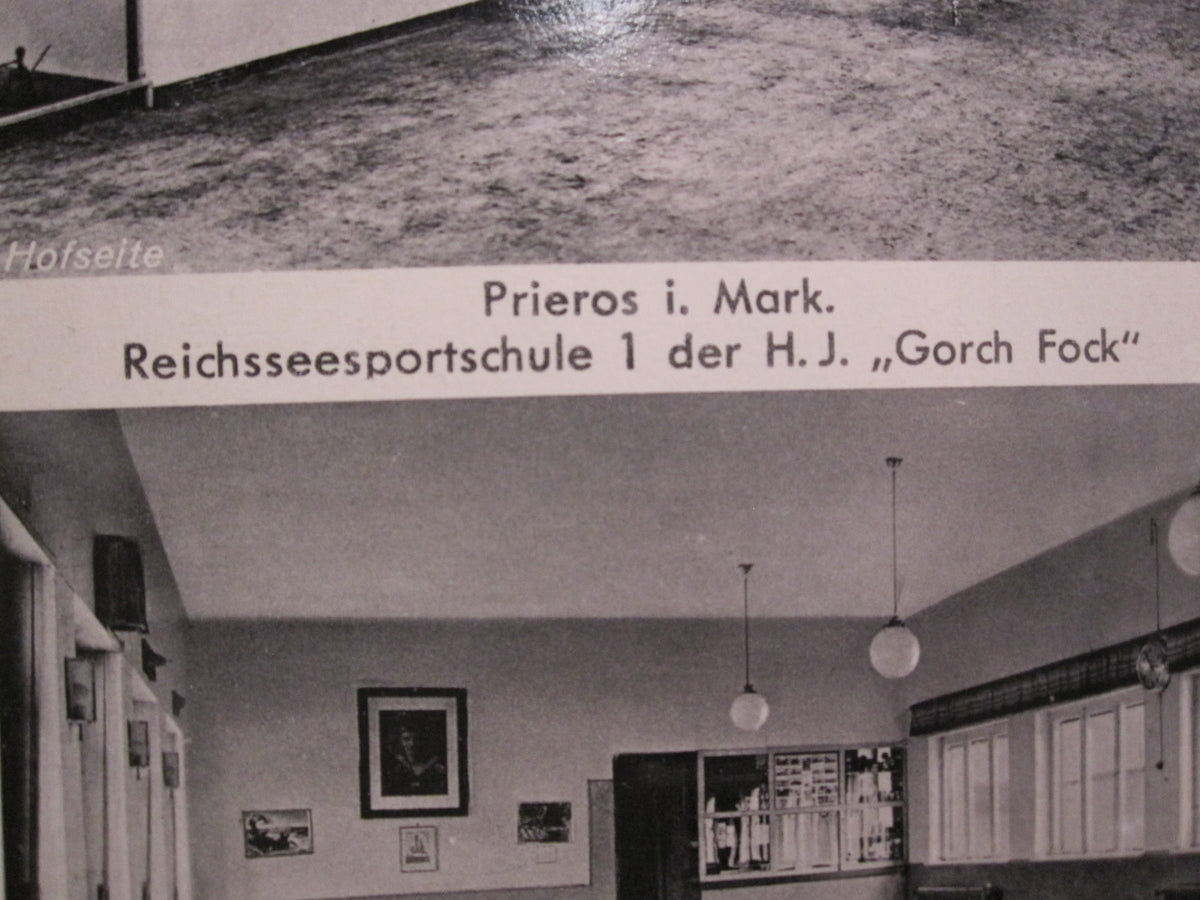 Hofseite
Prieros i. Mark.
Reichsseesportschule 1 der H. J. „Gorch Fock“